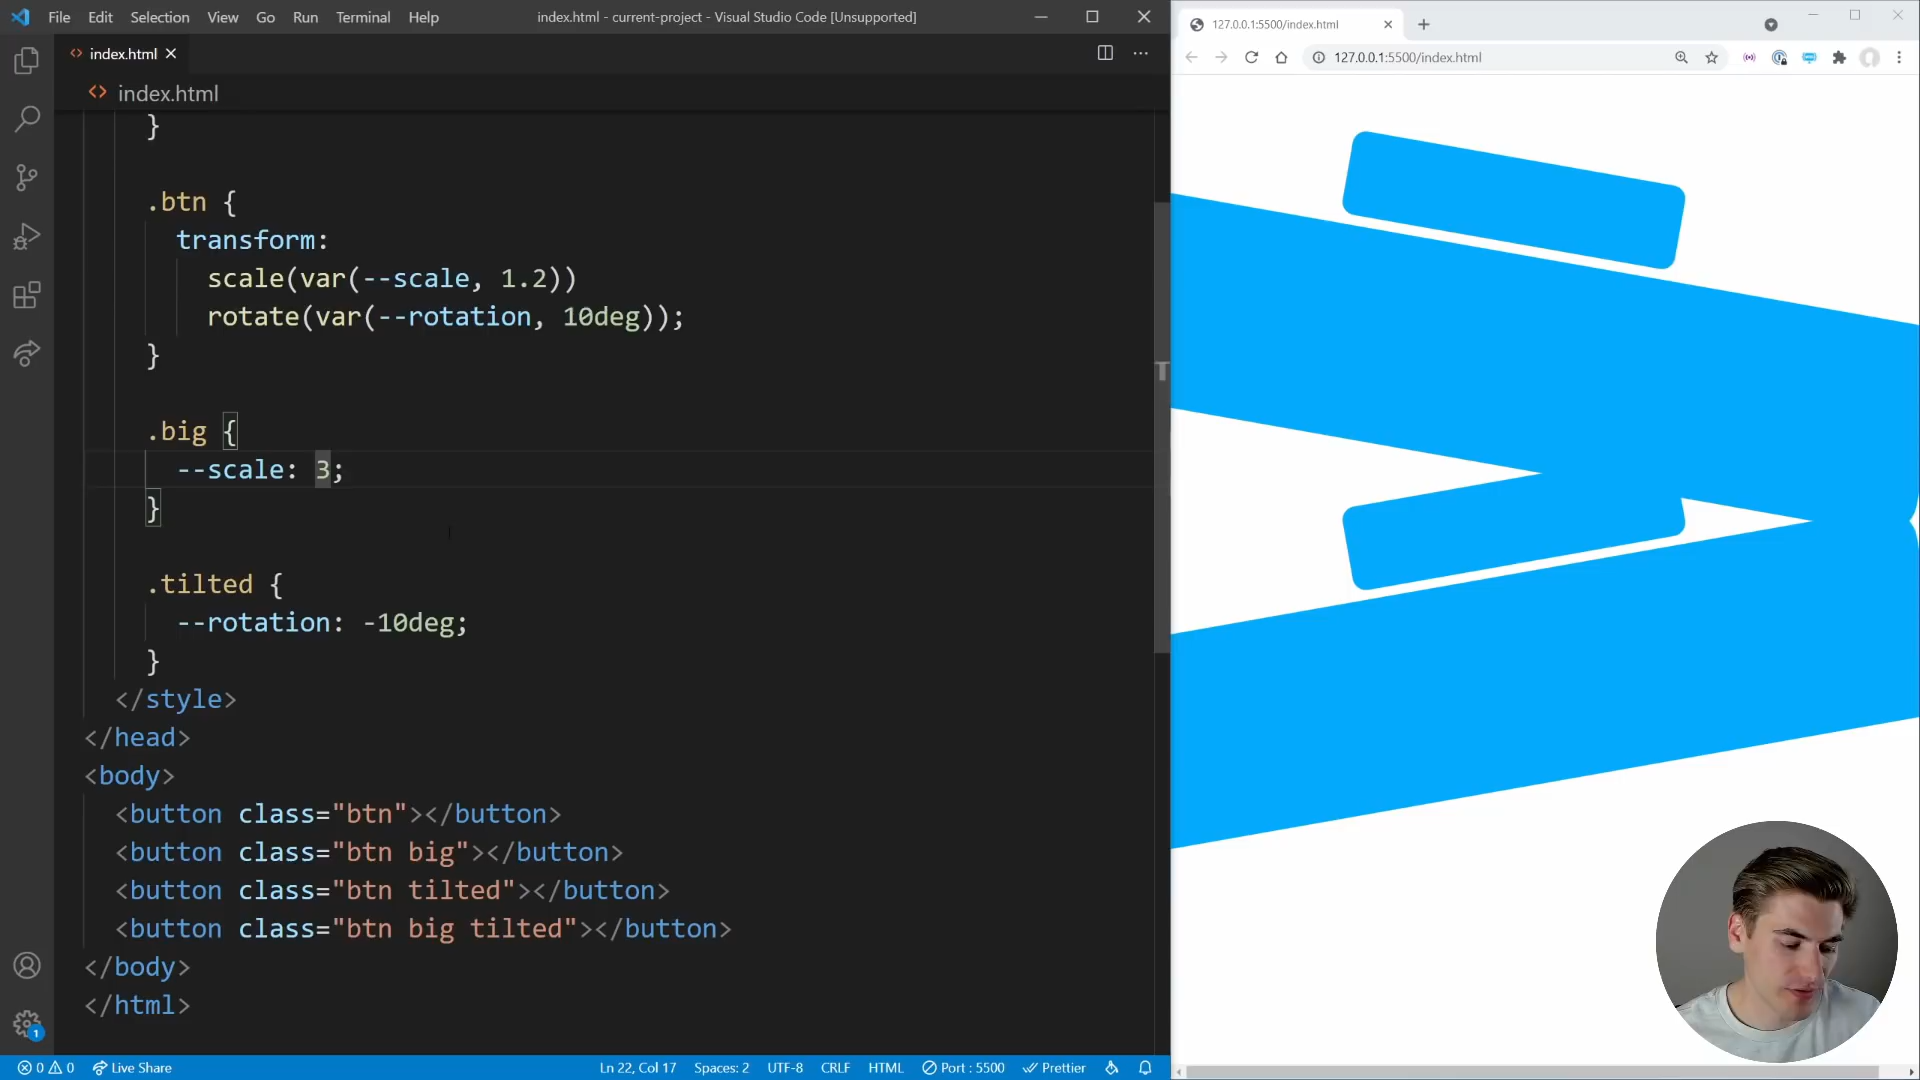 File Edit Selection View Go Run Terminal Help
index.html - current-project - Visual Studio Code [Unsupported]
index.html
index.html
}
.btn {
transform:
scale(var(--scale, 1.2))
rotate(var(--rotation, 10deg));
}
.big {
--scale: 3;
}
.tilted {
--rotation: -10deg;
}
</style>
</head>
<body>
<button class="btn"></button>
<button class="btn big"></button>
<button class="btn tilted"></button>
<button class="btn big tilted"></button>
</body>
</html>
1
0 0 Live Share Ln 22, Col 17 Spaces: 2 UTF-8 CRLF HTML Port : 5500 Prettier
127.0.0.1:5500/index.html
127.0.0.1:5500/index.html